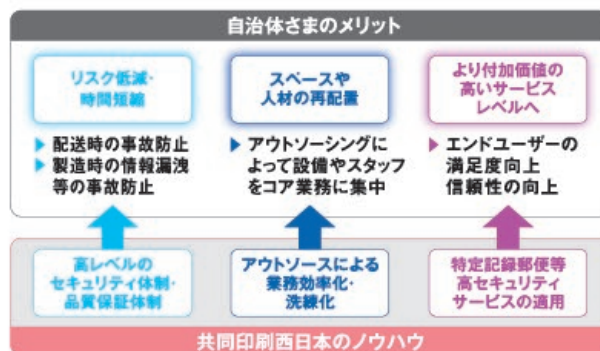 自治体さまのメリット
リスク低減・
時間短縮
▶ 配送時の事故防止
▶ 製造時の情報漏洩
等の事故防止
スペースや
人材の再配置
▶ アウトソーシングに
よって設備やスタッフ
をコア業務に集中
より付加価値の
高いサービス
レベルへ
▶ エンドユーザーの
満足度向上
信頼性の向上
高レベルの
セキュリティ体制・
品質保証体制
アウトソースによる
業務効率化・
洗練化
特定記録郵便等
高セキュリティ
サービスの適用
共同印刷西日本のノウハウ